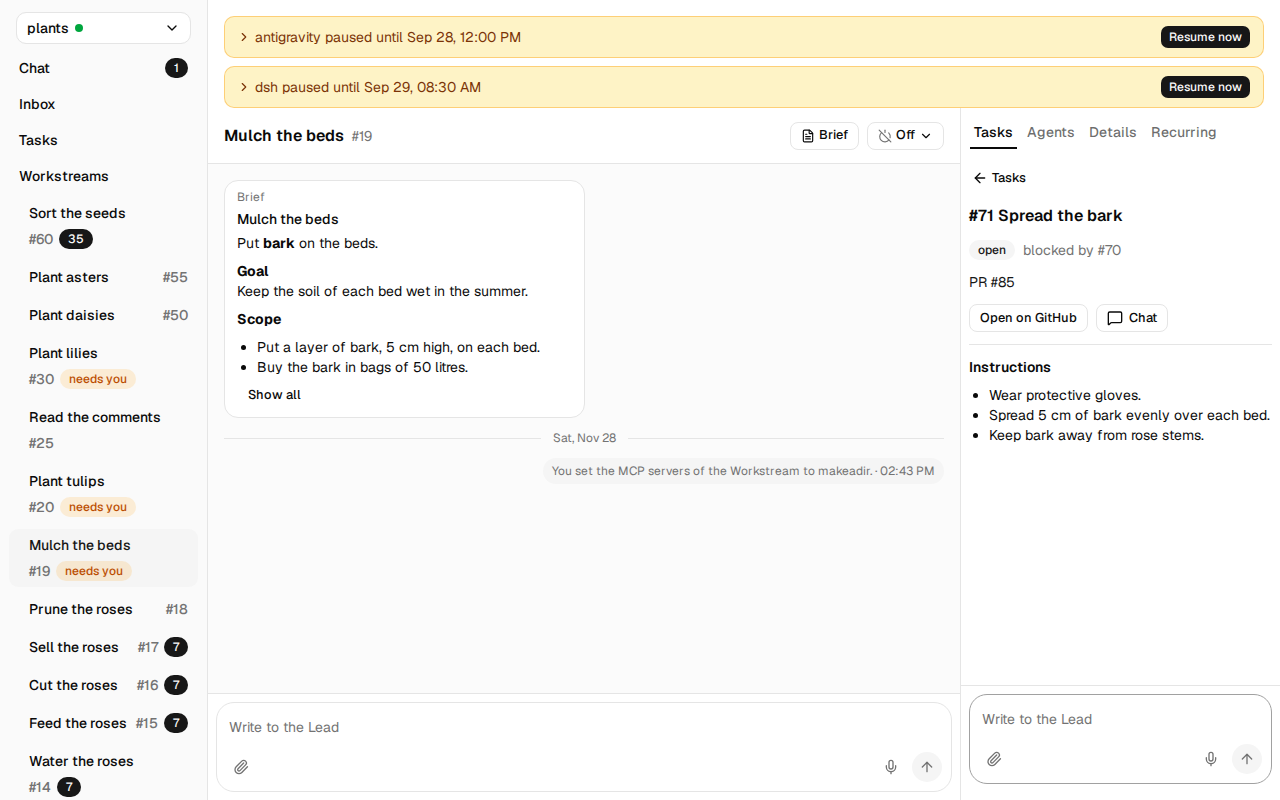 plants
Chat 1
Inbox
Tasks
Workstreams
Sort the seeds
#60 35
Plant asters #55
Plant daisies #50
Plant lilies
#30 needs you
Read the comments
#25
Plant tulips
#20 needs you
Mulch the beds
#19 needs you
Prune the roses #18
Sell the roses #17 7
Cut the roses #16 7
Feed the roses #15 7
Water the roses
#14 7
antigravity paused until Sep 28, 12:00 PM Resume now
dsh paused until Sep 29, 08:30 AM Resume now
Mulch the beds #19 Brief Off
Brief
Mulch the beds
Put bark on the beds.
Goal
Keep the soil of each bed wet in the summer.
Scope
• Put a layer of bark, 5 cm high, on each bed.
• Buy the bark in bags of 50 litres.
Show all
Sat, Nov 28
You set the MCP servers of the Workstream to makeadir. · 02:43 PM
Write to the Lead
Tasks Agents Details Recurring
Tasks
#71 Spread the bark
open blocked by #70
PR #85
Open on GitHub Chat
Instructions
• Wear protective gloves.
• Spread 5 cm of bark evenly over each bed.
• Keep bark away from rose stems.
Write to the Lead